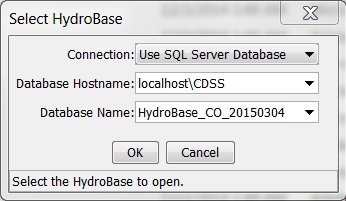 Select HydroBase
Connection: Use SQL Server Database
Database Hostname: localhost\CDSS
Database Name: HydroBase_CO_20150304
OK Cancel
Select the HydroBase to open.